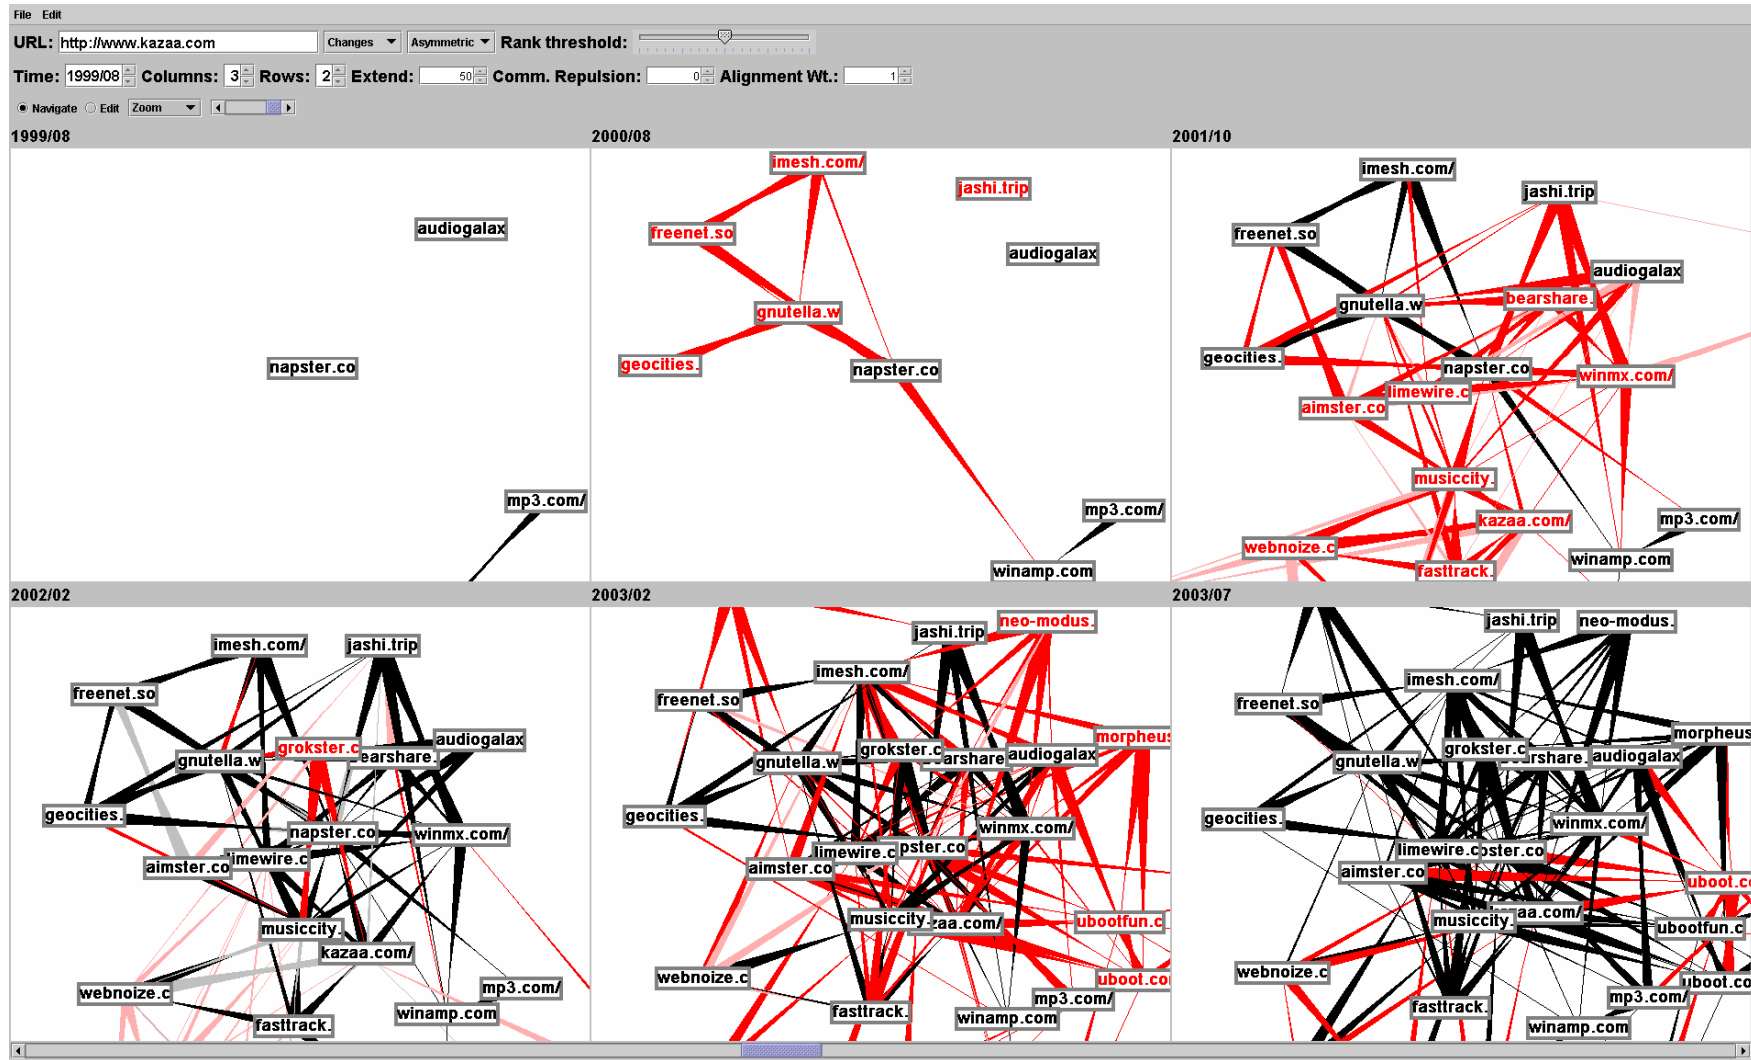 File Edit
URL: http://www.kazaa.com Changes Asymmetric Rank threshold:
Time: 1999/08 Columns: 3 Rows: 2 Extend: 50 Comm. Repulsion: 0 Alignment Wt.: 1
Navigate Edit Zoom
1999/08
audiogalax
napster.co
mp3.com/
2000/08
imesh.com/
jashi.trip
freenet.so
audiogalax
gnutella.w
geocities.
napster.co
mp3.com/
winamp.com
2001/10
imesh.com/
jashi.trip
freenet.so
audiogalax
bearshare.
gnutella.w
geocities.
napster.co
winmx.com/
limewire.c
aimster.co
musiccity.
kazaa.com/
mp3.com/
webnoize.c
winamp.com
fasttrack.
2002/02
imesh.com/
jashi.trip
freenet.so
audiogalax
grokster.c
earshare.
gnutella.w
geocities.
napster.co
winmx.com/
limewire.c
aimster.co
musiccity.
kazaa.com/
mp3.com/
webnoize.c
winamp.com
fasttrack.
2003/02
neo-modus.
jashi.trip
imesh.com/
freenet.so
morpheus
grokster.c
arshare
audiogalax
gnutella.w
geocities.
winmx.com/
pster.co
limewire.c
aimster.co
musiccity.
zaa.com/
ubootfun.c
webnoize.c
uboot.co
mp3.com/
fasttrack.
winamp.com
2003/07
jashi.trip
neo-modus.
imesh.com/
freenet.so
morpheus
grokster.c
earshare.
audiogalax
gnutella.w
geocities.
winmx.com/
limewire.c
oster.co
aimster.co
uboot.c
musiccity.
aa.com/
ubootfun.c
webnoize.c
uboot.co
mp3.com/
fasttrack.
winamp.com